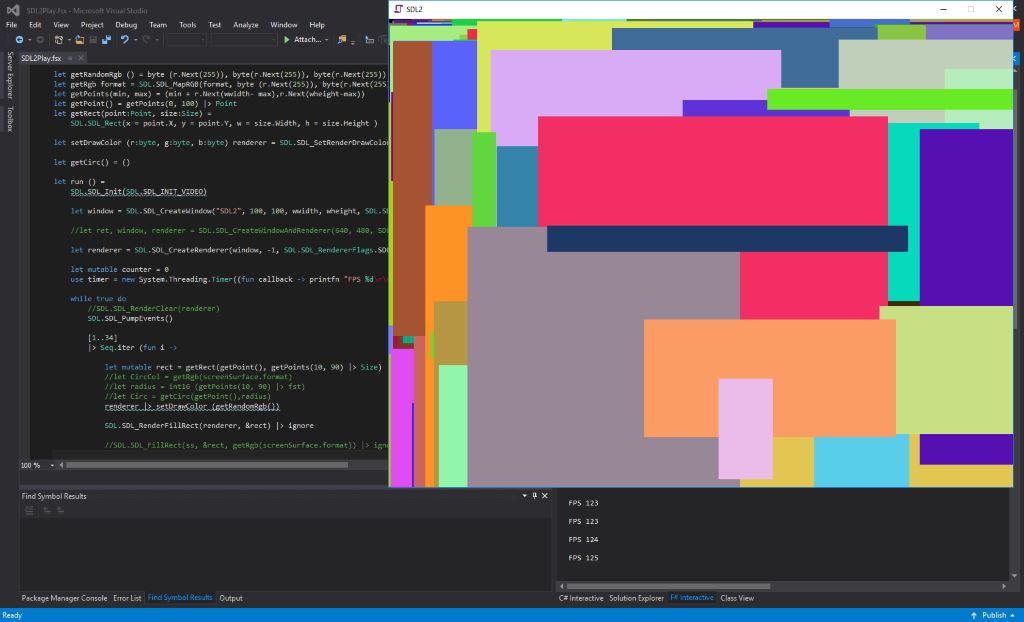 SDL2Play.fsx - Microsoft Visual Studio
SDL2
File Edit View Project Debug Team Tools Test Analyze Window Help
Attach...
Server Explorer
Toolbox
SDL2Play.fsx
let getRandomRgb () = byte (r.Next(255)), byte(r.Next(255)), byte(r.Next(255))
let getRgb format = SDL.SDL_MapRGB(format, byte (r.Next(255)), byte(r.Next(255
let getPoints(min, max) = (min + r.Next(wwidth- max),r.Next(wheight-max))
let getPoint() = getPoints(0, 100) |> Point
let getRect(point:Point, size:Size) =
SDL.SDL_Rect(x = point.X, y = point.Y, w = size.Width, h = size.Height )
let setDrawColor (r:byte, g:byte, b:byte) renderer = SDL.SDL_SetRenderDrawColo
let getCirc() = ()
let run () =
SDL.SDL_Init(SDL.SDL_INIT_VIDEO)
let window = SDL.SDL_CreateWindow("SDL2", 100, 100, wwidth, wheight, SDL.S
//let ret, window, renderer = SDL.SDL_CreateWindowAndRenderer(640, 480, SD
let renderer = SDL.SDL_CreateRenderer(window, -1, SDL.SDL_RendererFlags.SD
let mutable counter = 0
use timer = new System.Threading.Timer((fun callback -> printfn "FPS %d\r\
while true do
//SDL.SDL_RenderClear(renderer)
SDL.SDL_PumpEvents()
[1..34]
|> Seq.iter (fun i ->
let mutable rect = getRect(getPoint(), getPoints(10, 90) |> Size)
//let CircCol = getRgb(screenSurface.format)
//let radius = int16 (getPoints(10, 90) |> fst)
//let Circ = getCirc(getPoint(),radius)
renderer |> setDrawColor (getRandomRgb())
SDL.SDL_RenderFillRect(renderer, &rect) |> ignore
//SDL.SDL_FillRect(ss, &rect, getRgb(screenSurface.format)) |> igno
100 %
Find Symbol Results
FPS 123
FPS 123
FPS 124
FPS 125
Package Manager Console Error List Find Symbol Results Output
C# Interactive Solution Explorer F# Interactive Class View
Ready
Publish